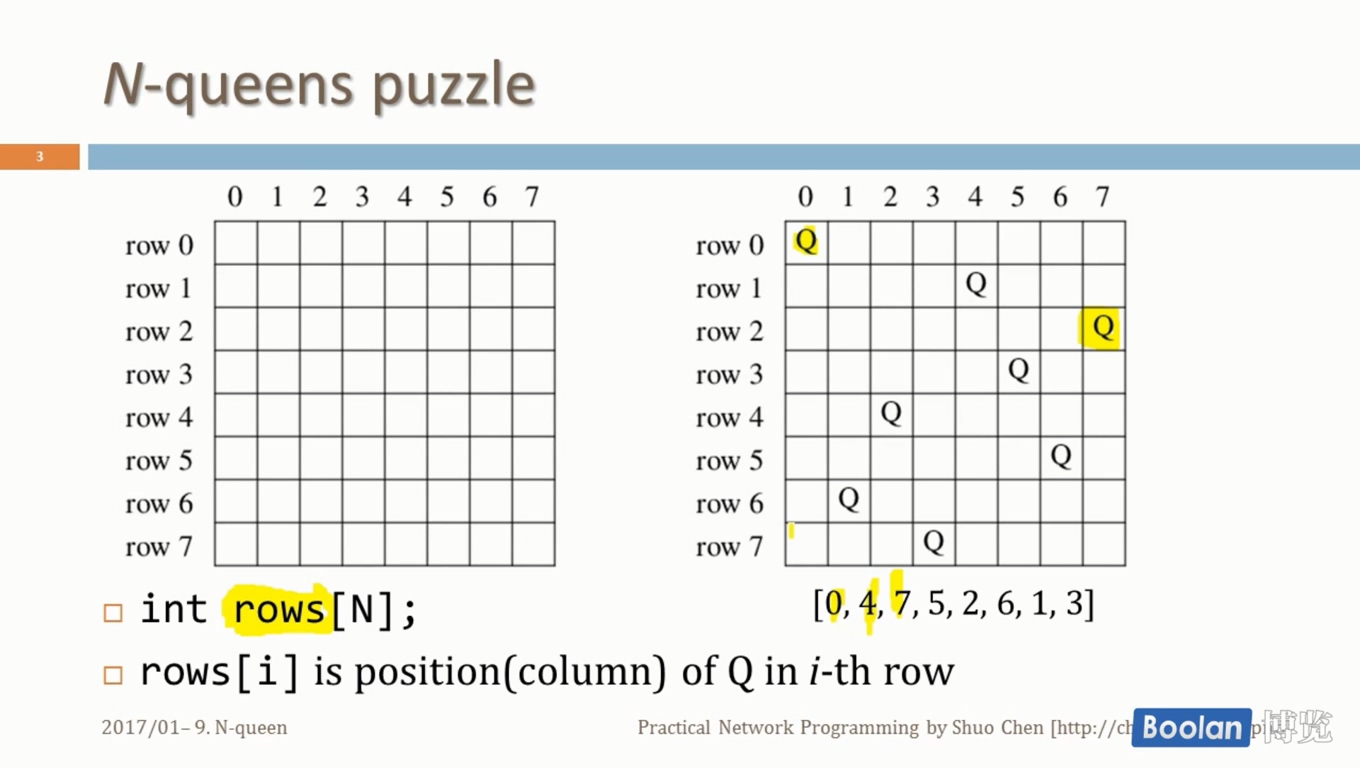 N-queens puzzle
3
0 1 2 3 4 5 6 7
row 0
row 1
row 2
row 3
row 4
row 5
row 6
row 7
0 1 2 3 4 5 6 7
row 0 Q
row 1 Q
row 2 Q
row 3 Q
row 4 Q
row 5 Q
row 6 Q
row 7 Q
[0, 4, 7, 5, 2, 6, 1, 3]
int rows[N];
rows[i] is position(column) of Q in i-th row
2017/01– 9. N-queen
Practical Network Programming by Shuo Chen
Boolan 博览